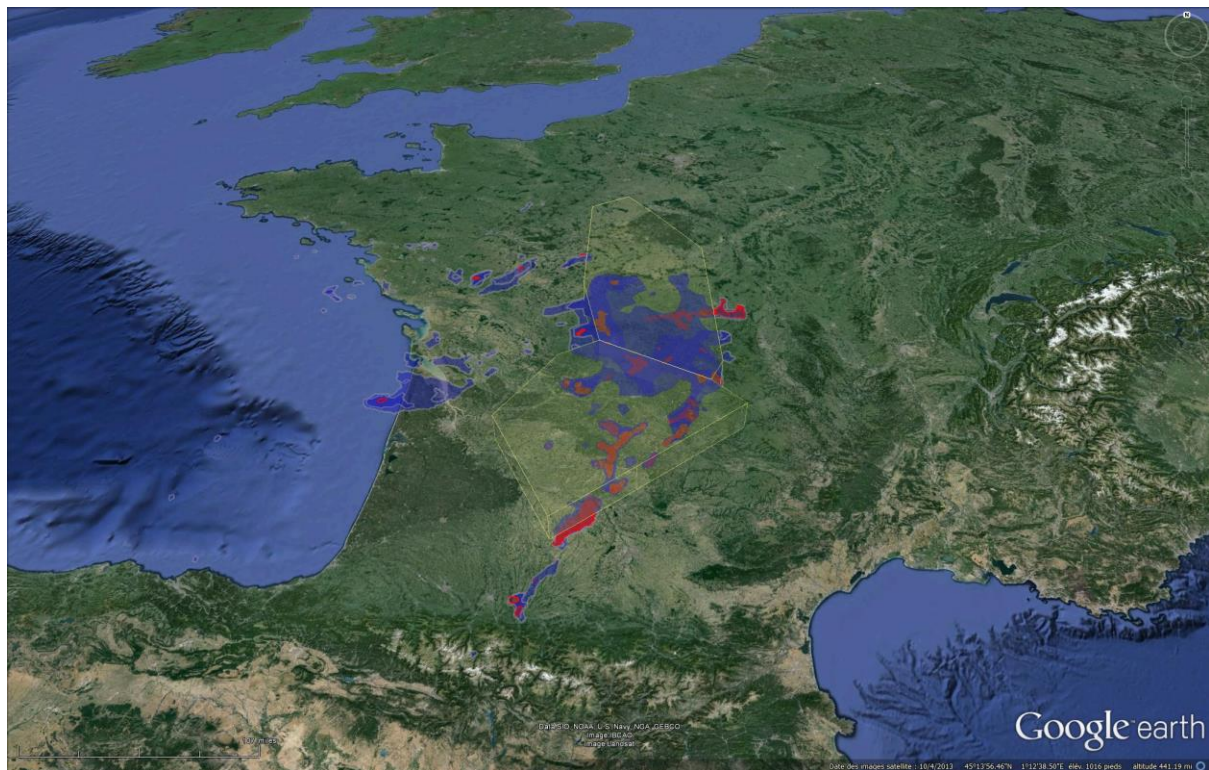 N
Data SIO, NOAA, U.S. Navy, NGA, GEBCO
Image IBCAO
Image Landsat
Google earth
Date des images satellite : 10/4/2013 45°13'56.46"N 1°12'38.50"E élév. 1016 pieds altitude 441.19 mi